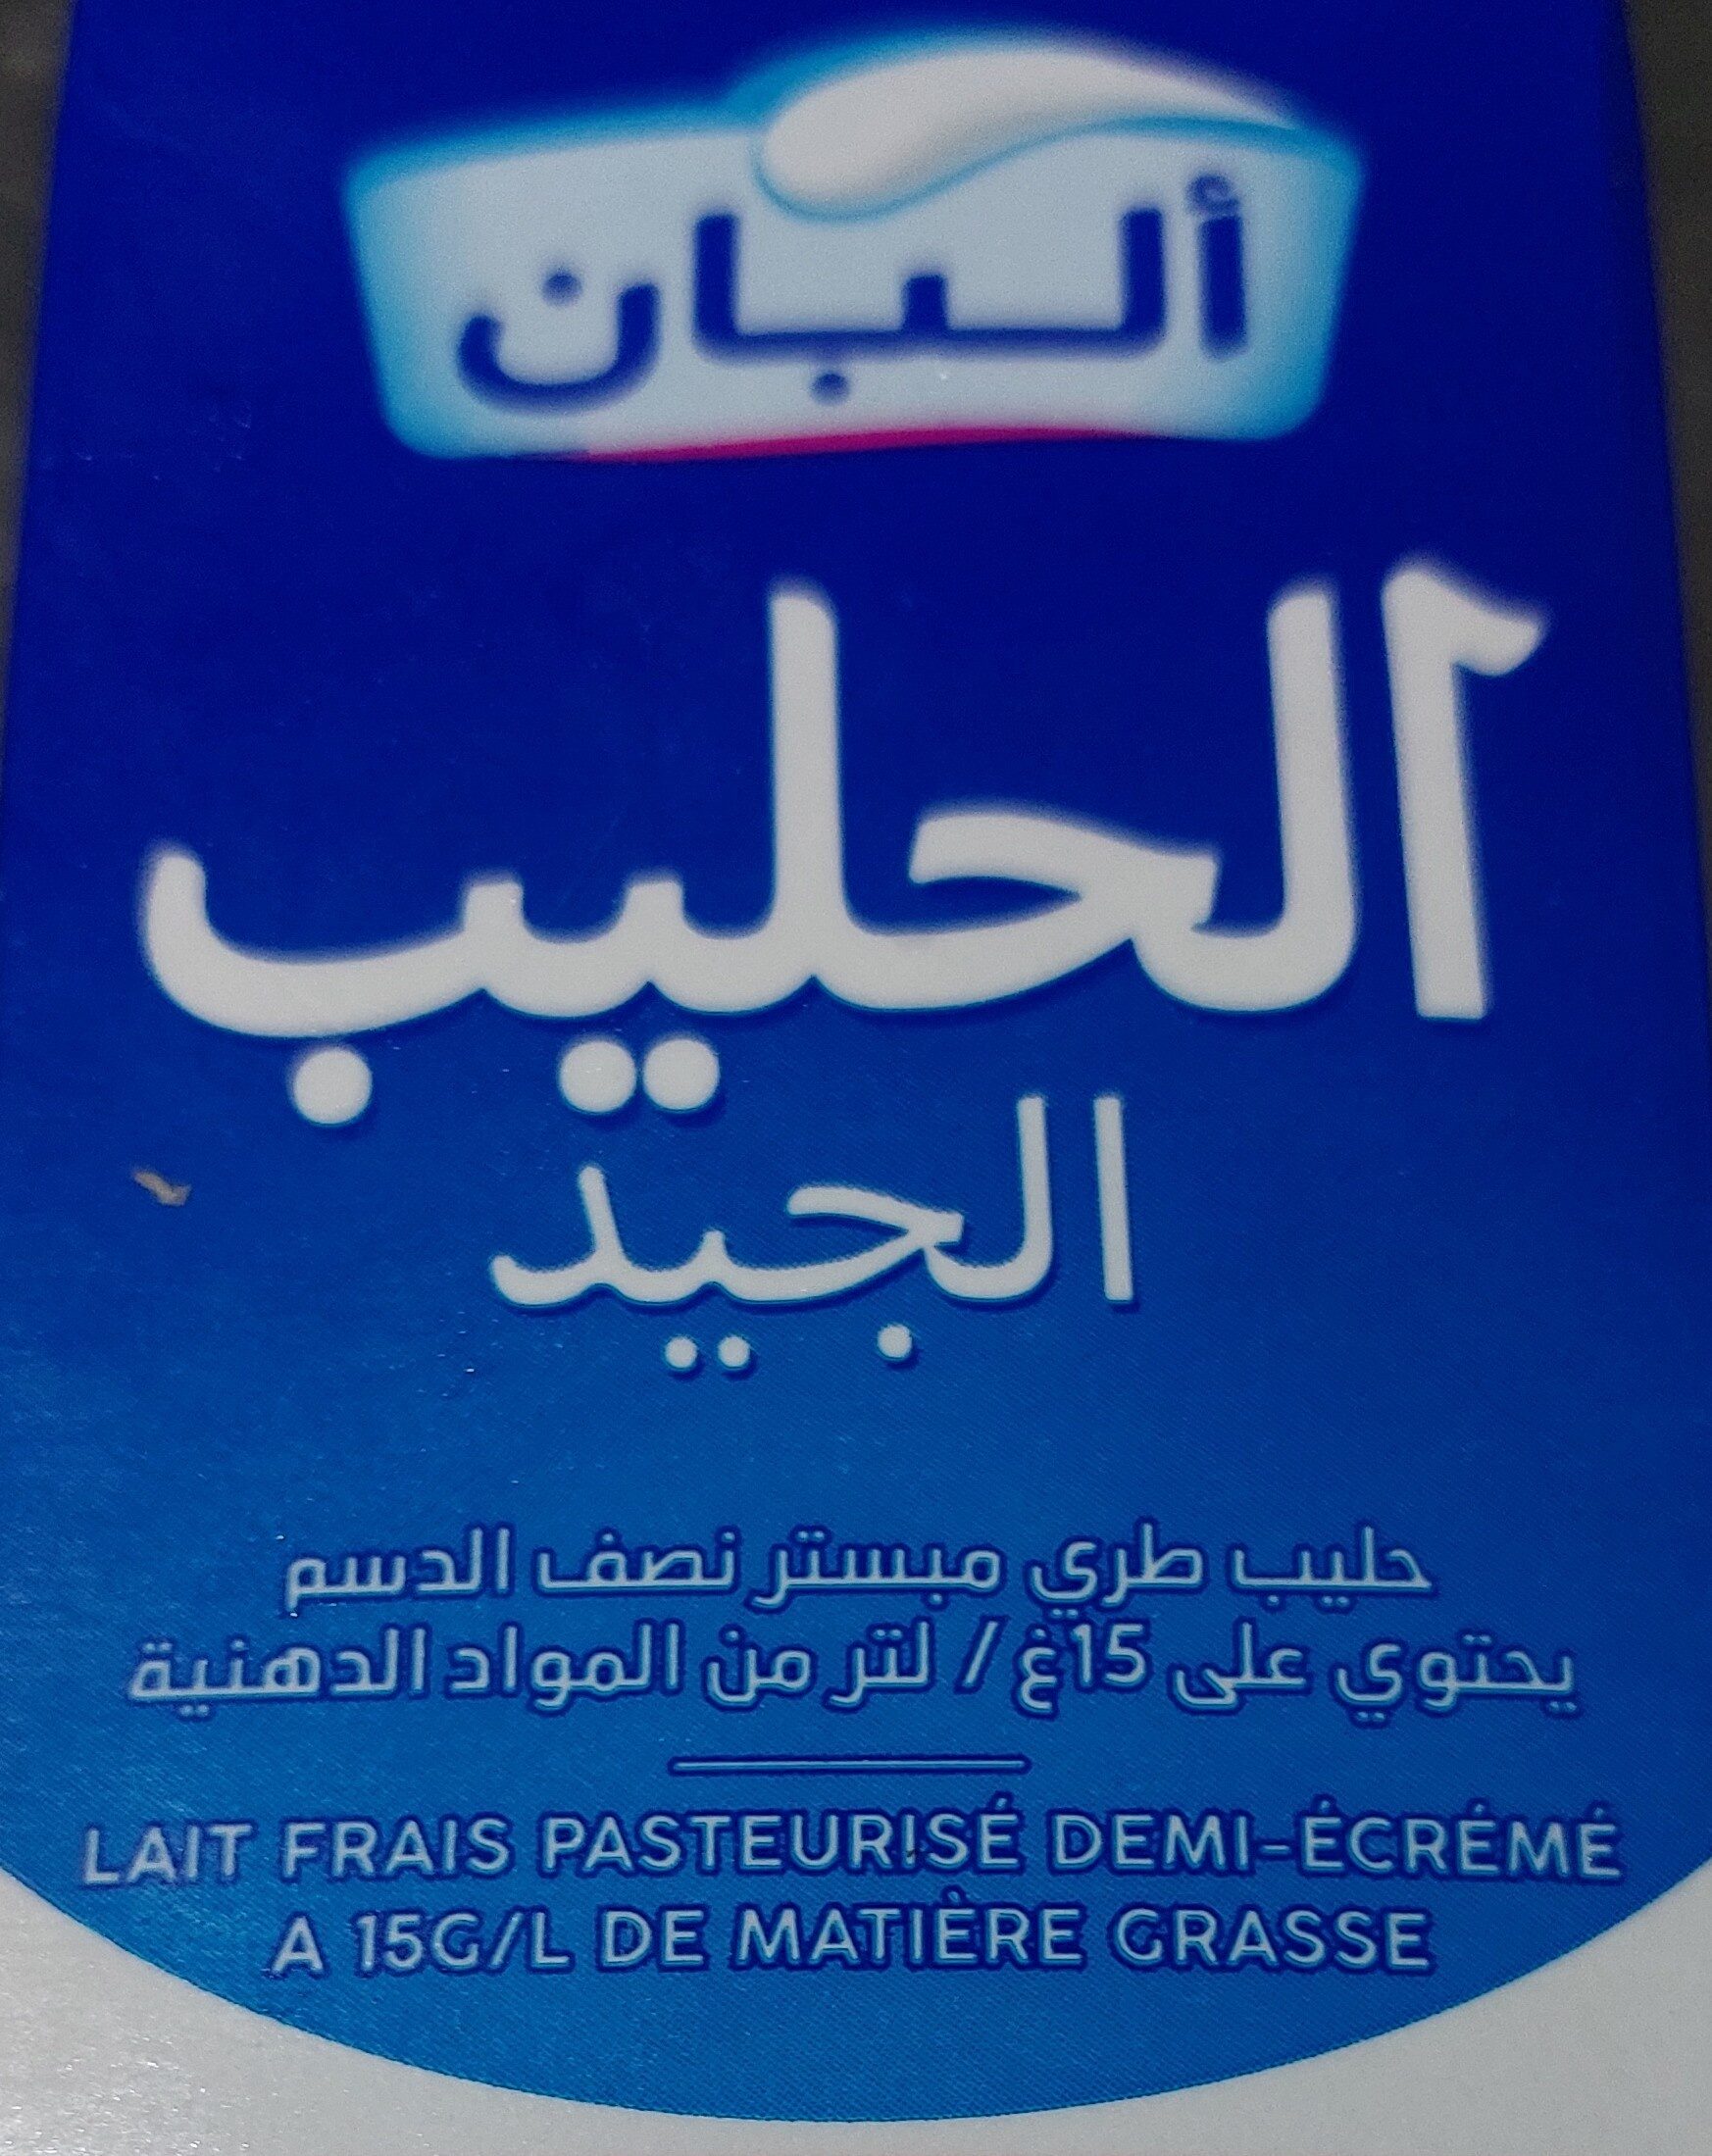 ألبان
الحليب
الجيد
حليب طري مبستر نصف الدسم
يحتوي على 15غ / لتر من المواد الدهنية
LAIT FRAIS PASTEURISÉ DEMI-ÉCRÉMÉ
A 15G/L DE MATIÈRE GRASSE